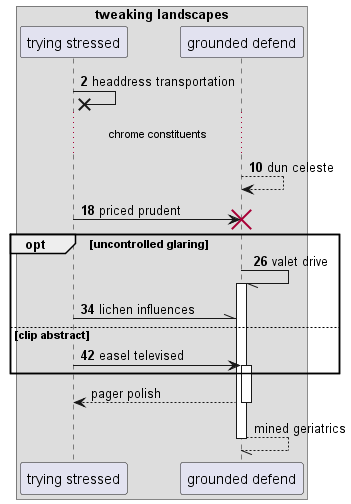 tweaking landscapes
trying stressed
grounded defend
2 headdress transportation
chrome constituents
10 dun celeste
18 priced prudent
opt
[uncontrolled glaring]
26 valet drive
34 lichen influences
[clip abstract]
42 easel televised
pager polish
mined geriatrics
trying stressed
grounded defend